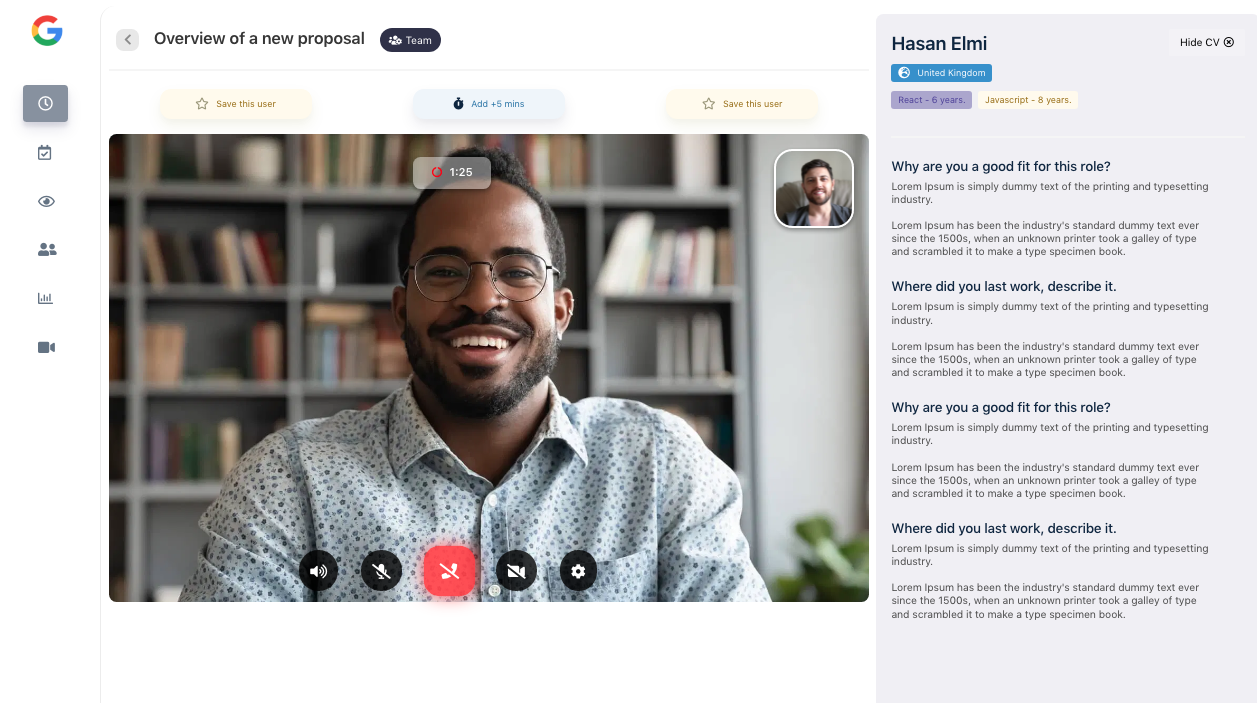 Overview of a new proposal
Team
Save this user
Add +5 mins
Save this user
1:25
Hasan Elmi
Hide CV
United Kingdom
React - 6 years.
Javascript - 8 years.
Why are you a good fit for this role?
Lorem Ipsum is simply dummy text of the printing and typesetting
industry.
Lorem Ipsum has been the industry's standard dummy text ever
since the 1500s, when an unknown printer took a galley of type
and scrambled it to make a type specimen book.
Where did you last work, describe it.
Lorem Ipsum is simply dummy text of the printing and typesetting
industry.
Lorem Ipsum has been the industry's standard dummy text ever
since the 1500s, when an unknown printer took a galley of type
and scrambled it to make a type specimen book.
Why are you a good fit for this role?
Lorem Ipsum is simply dummy text of the printing and typesetting
industry.
Lorem Ipsum has been the industry's standard dummy text ever
since the 1500s, when an unknown printer took a galley of type
and scrambled it to make a type specimen book.
Where did you last work, describe it.
Lorem Ipsum is simply dummy text of the printing and typesetting
industry.
Lorem Ipsum has been the industry's standard dummy text ever
since the 1500s, when an unknown printer took a galley of type
and scrambled it to make a type specimen book.